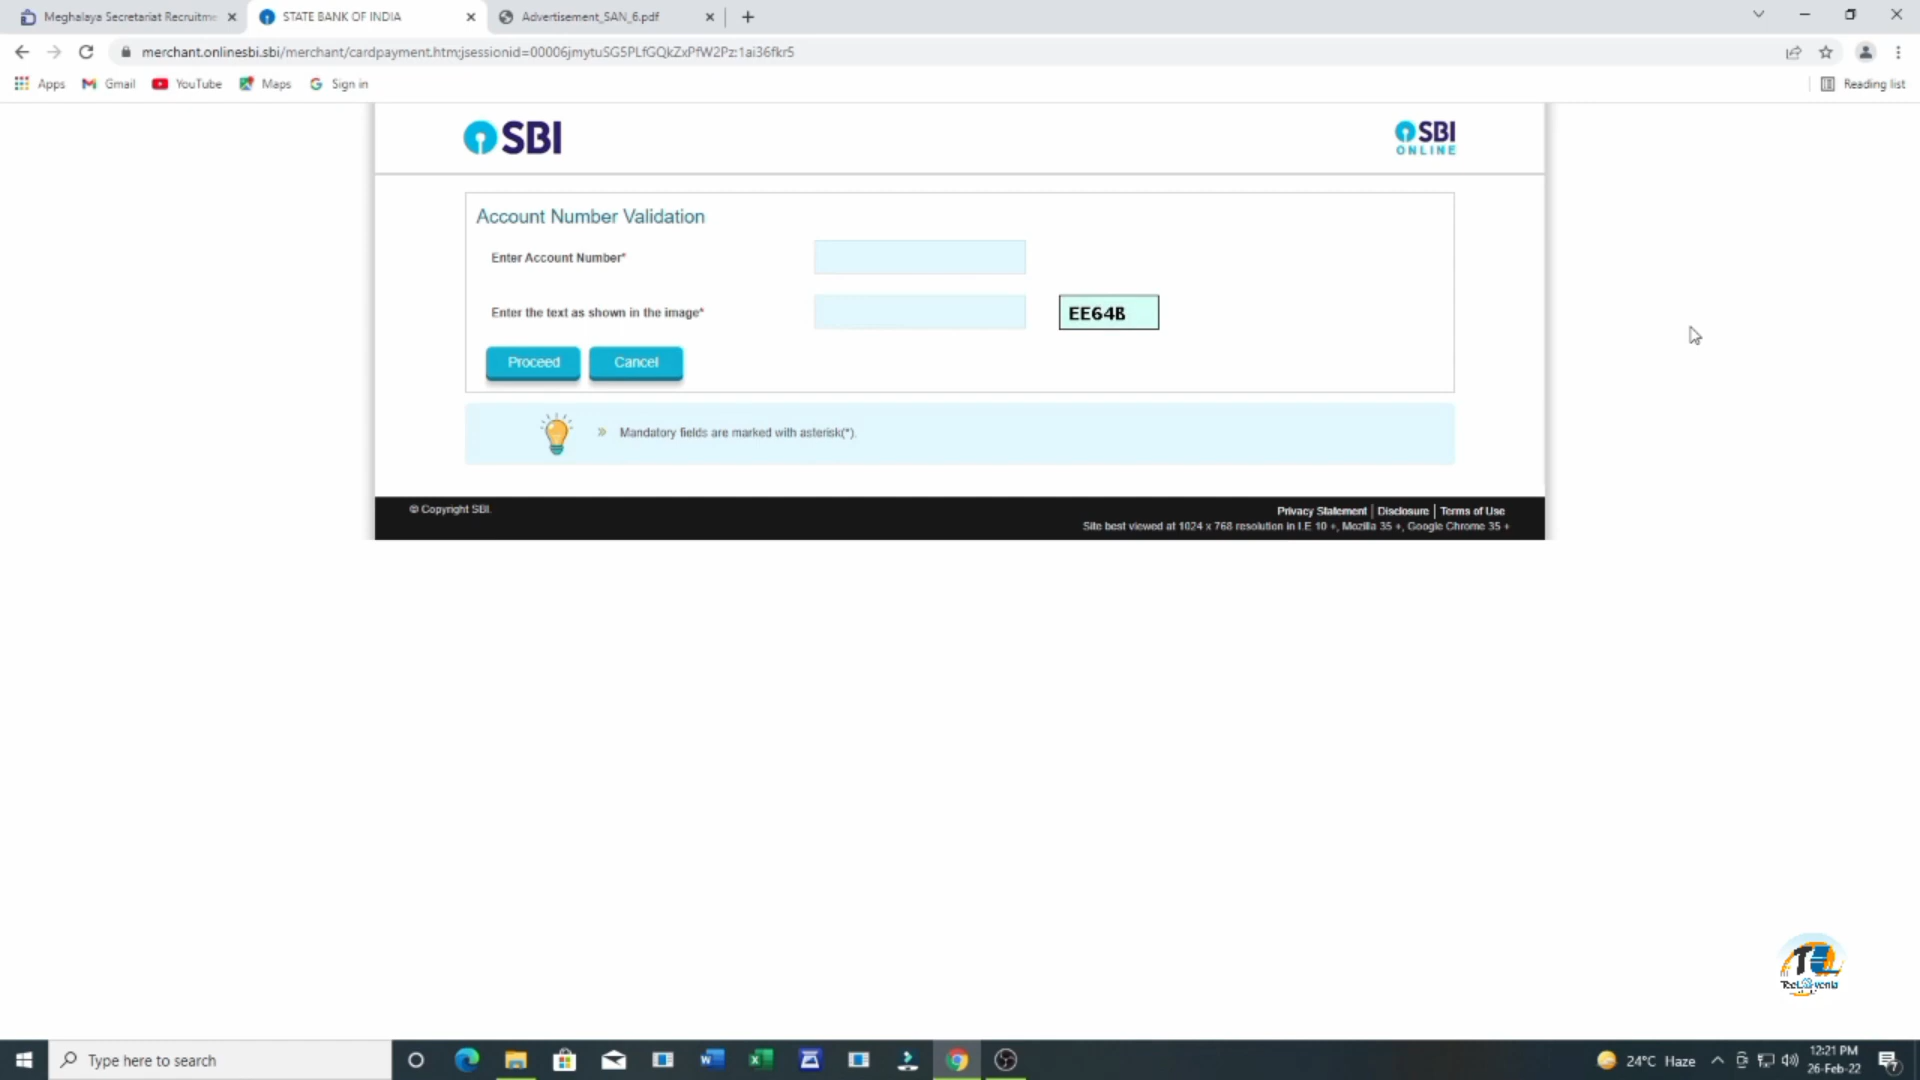 Meghalaya Secretariat Recruitme
STATE BANK OF INDIA
Advertisement_SAN_6.pdf
merchant.onlinesbi.sbi/merchant/cardpayment.htm;jsessionid=00006jmytuSG5PLfGQkZxPfW2Pz:1ai36fkr5
Apps Gmail YouTube Maps Sign in Reading list
SBI
SBI
ONLINE
Account Number Validation
Enter Account Number*
Enter the text as shown in the image* EE64B
Proceed Cancel
» Mandatory fields are marked with asterisk(*).
© Copyright SBI.
Privacy Statement | Disclosure | Terms of Use
Site best viewed at 1024 x 768 resolution in I.E 10 +, Mozilla 35 +, Google Chrome 35 +
TL
Type here to search
24°C Haze
12:21 PM
26-Feb-22
7